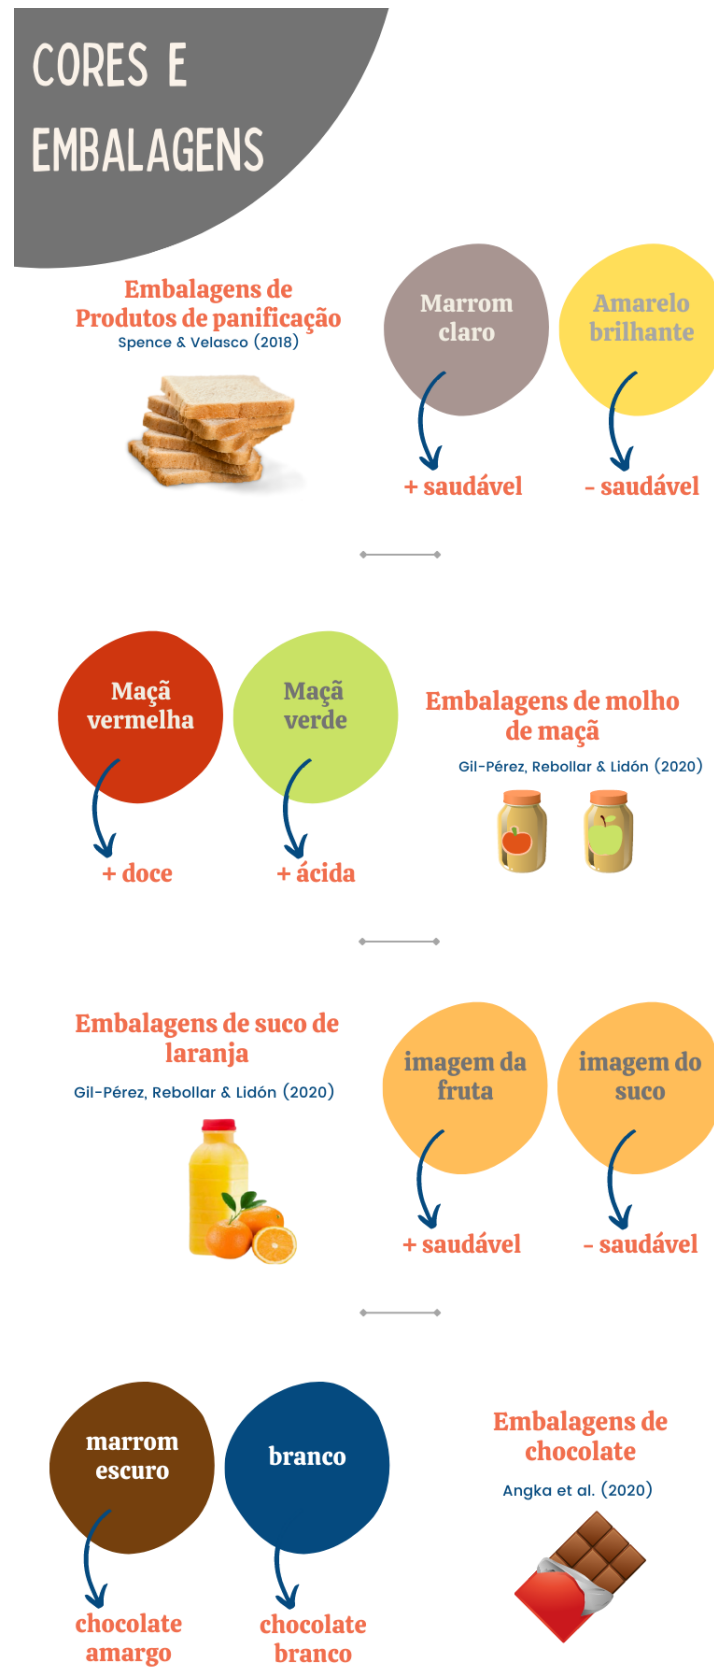 CORES E
EMBALAGENS
Embalagens de
Produtos de panificação
Spence & Velasco (2018)
Marrom
claro
Amarelo
brilhante
+ saudável
- saudável
Maçã
vermelha
Maçã
verde
+ doce
+ ácida
Embalagens de molho
de maçã
Gil-Pérez, Rebollar & Lidón (2020)
Embalagens de suco de
laranja
Gil-Pérez, Rebollar & Lidón (2020)
imagem da
fruta
imagem do
suco
+ saudável
- saudável
marrom
escuro
branco
chocolate
amargo
chocolate
branco
Embalagens de
chocolate
Angka et al. (2020)